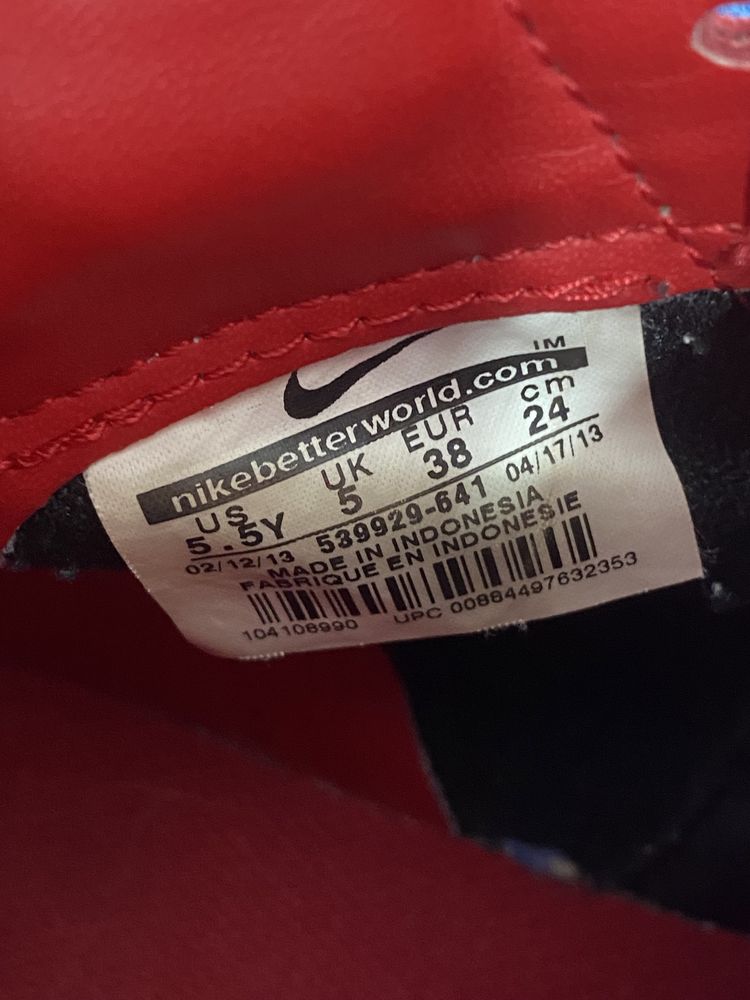 nikebetterworld.com TM
US UK EUR cm
5.5Y 5 38 24
02/12/13 539929-641 04/17/13
MADE IN INDONESIA
FABRIQUE EN INDONESIE
104106990 UPC 00884497632353